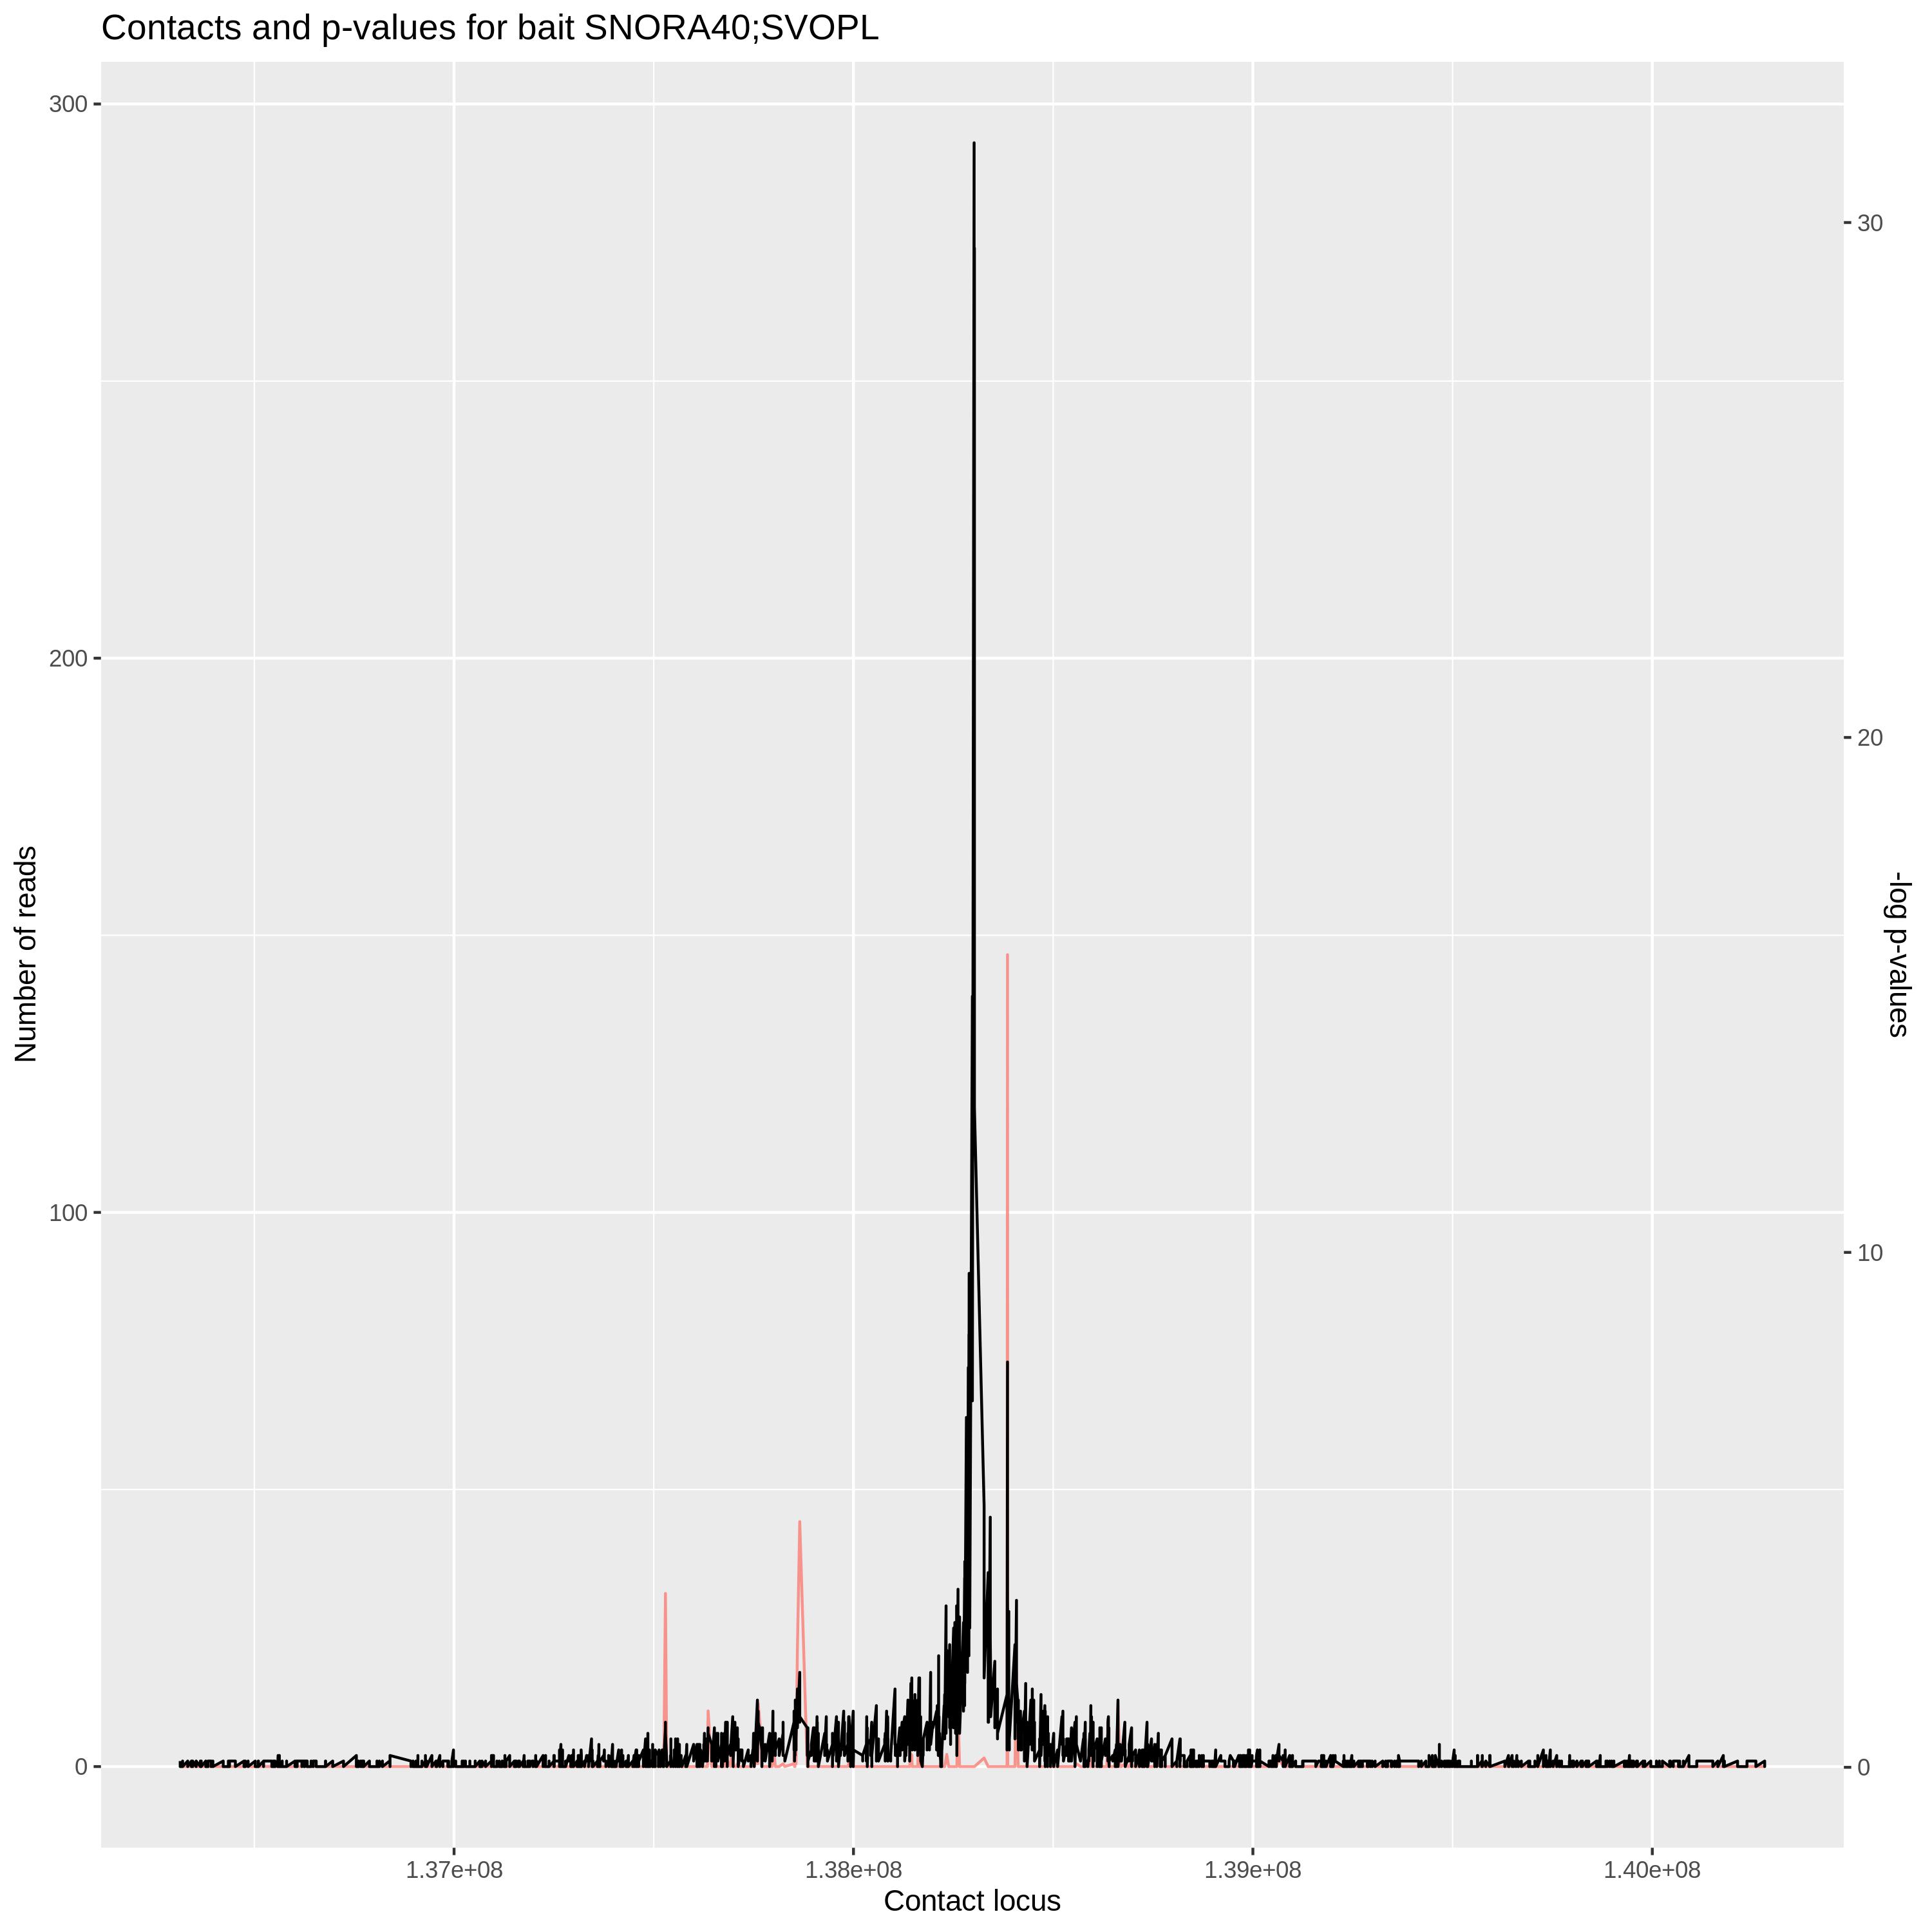 Contacts and p-values for bait SNORA40;SVOPL
300
200
100
0
Number of reads
30
20
10
0
-log p-values
1.37e+08
1.38e+08
1.39e+08
1.40e+08
Contact locus